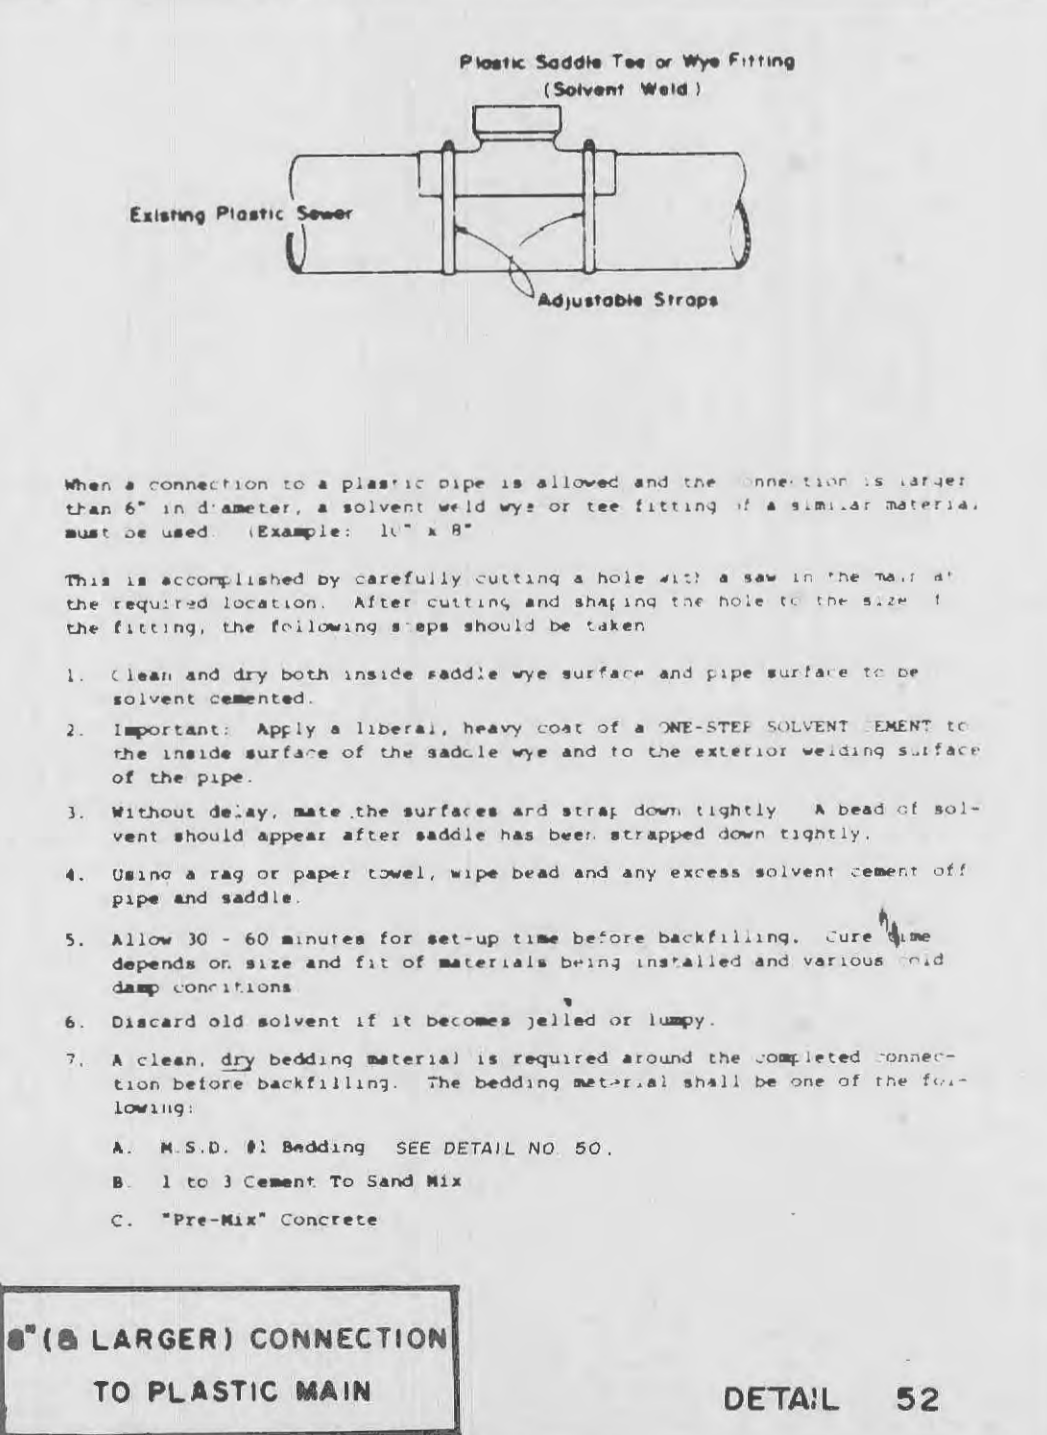 Plastic Saddle Tee or Wye Fitting
(Solvent Weld)
Existing Plastic Sewer
Adjustable Straps
When a connection to a plastic pipe is allowed and the connection is larger
than 6" in diameter, a solvent weld wye or tee fitting of a similar material
must be used. (Example: 10" x 8"
This is accomplished by carefully cutting a hole with a saw in the main at
the required location. After cutting and shaping the hole to the size of
the fitting, the following steps should be taken
1. Clean and dry both inside saddle wye surface and pipe surface to be
solvent cemented.
2. Important: Apply a liberal, heavy coat of a ONE-STEP SOLVENT CEMENT to
the inside surface of the saddle wye and to the exterior welding surface
of the pipe.
3. Without delay, mate the surfaces and strap down tightly A bead of sol-
vent should appear after saddle has been strapped down tightly.
4. Using a rag or paper towel, wipe bead and any excess solvent cement off
pipe and saddle.
5. Allow 30 - 60 minutes for set-up time before backfilling. Cure time
depends on size and fit of materials being installed and various cold
damp conditions
6. Discard old solvent if it becomes jelled or lumpy.
7. A clean, dry bedding material is required around the completed connec-
tion before backfilling. The bedding material shall be one of the fol-
lowing:
A. M.S.D. #1 Bedding SEE DETAIL NO. 50.
B. 1 to 3 Cement To Sand Mix
C. "Pre-Mix" Concrete
8" (& LARGER) CONNECTION
TO PLASTIC MAIN
DETAIL 52